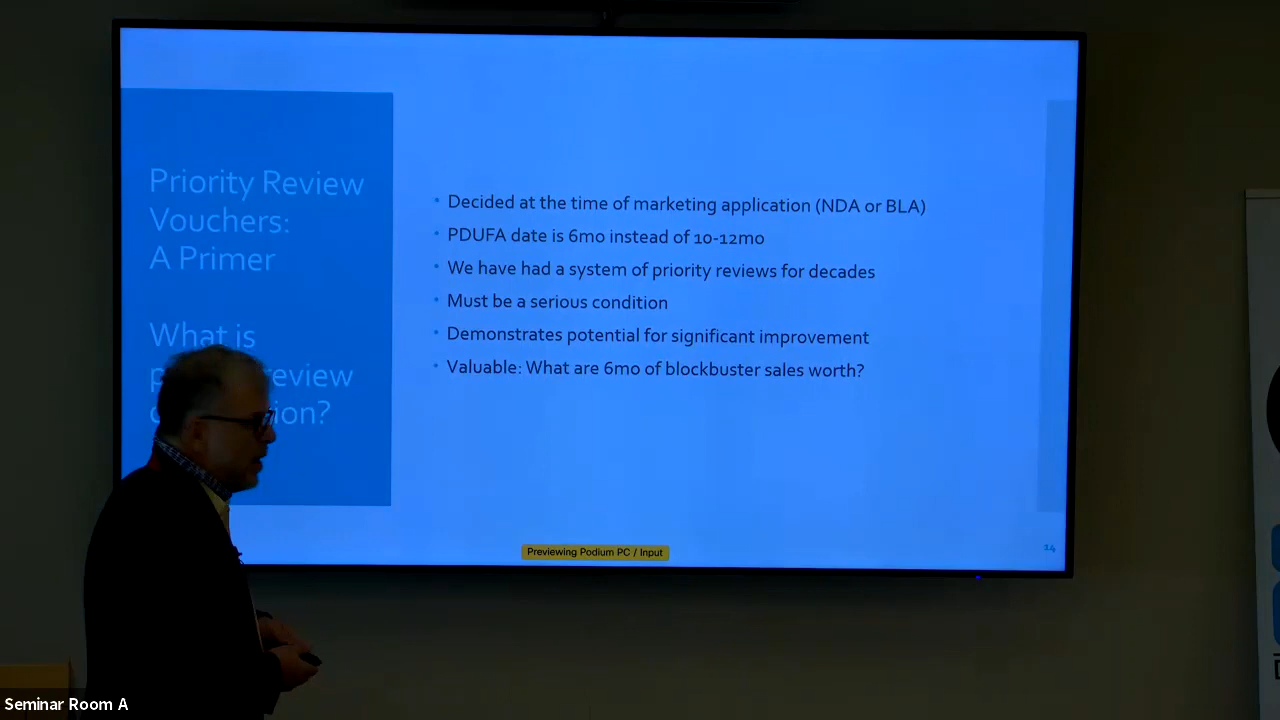 Priority Review
Vouchers:
A Primer
What is
review
Decided at the time of marketing application (NDA or BLA)
PDUFA date is 6mo instead of 10-12mo
We have had a system of priority reviews for decades
Must be a serious condition
Demonstrates potential for significant improvement
Valuable: What are 6mo of blockbuster sales worth?
Previewing Podium PC / Input
24
Seminar Room A